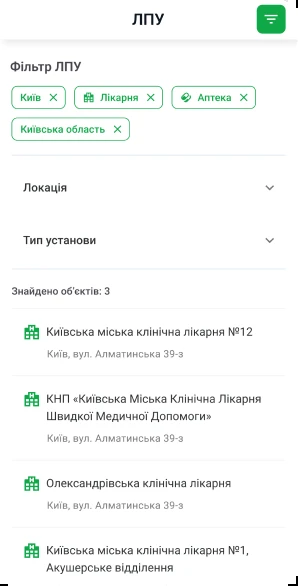 ЛПУ
Фільтр ЛПУ
Київ
Лікарня
Аптека
Київська область
Локація
Тип установи
Знайдено об'єктів: 3
Київська міська клінічна лікарня №12
Київ, вул. Алматинська 39-з
КНП «Київська Міська Клінічна Лікарня
Швидкої Медичної Допомоги»
Київ, вул. Алматинська 39-з
Олександрівська клінічна лікарня
Київ, вул. Алматинська 39-з
Київська міська клінічна лікарня №1,
Акушерське відділення